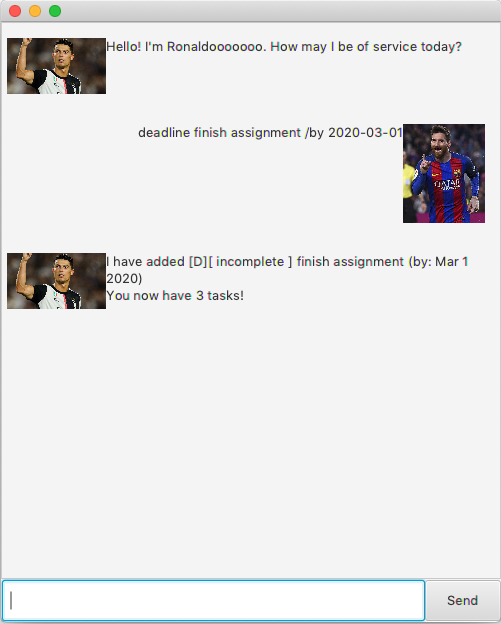 Hello! I'm Ronaldooooooo. How may I be of service today?
deadline finish assignment /by 2020-03-01
QATAR
I have added [D][ incomplete ] finish assignment (by: Mar 1
2020)
You now have 3 tasks!
Send